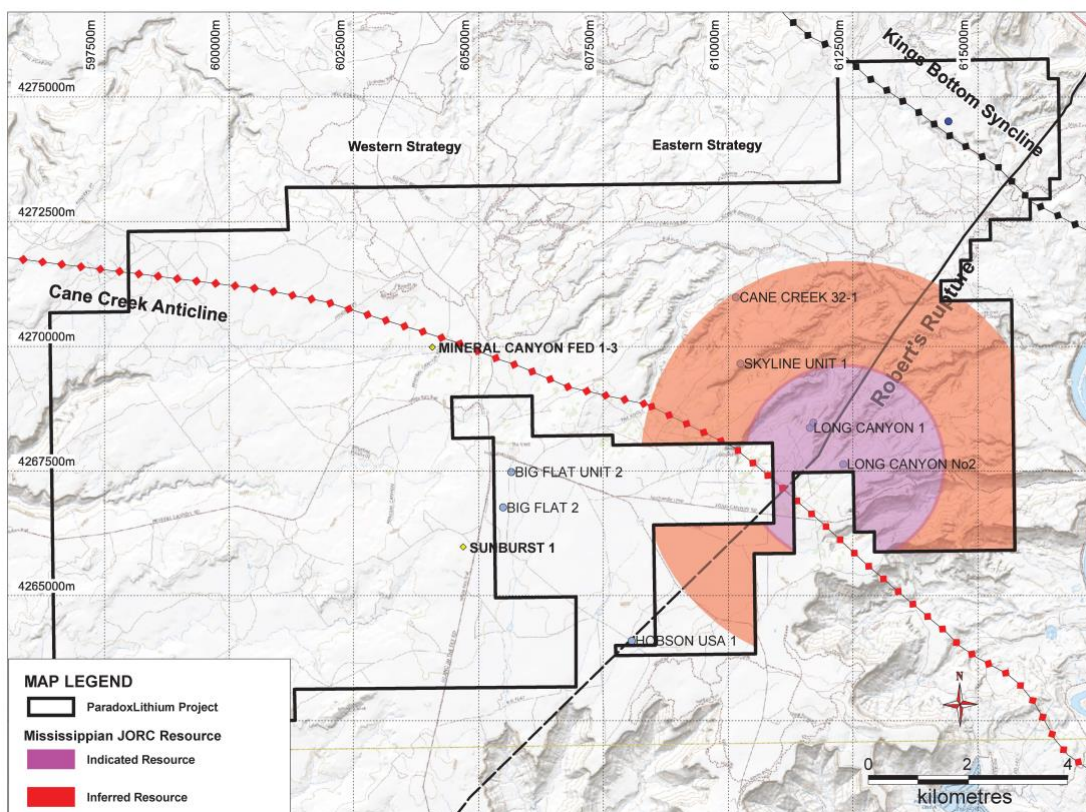 597500m
600000m
602500m
605000m
607500m
610000m
612500m
615000m
Kings Bottom Syncline
4275000m
Western Strategy
Eastern Strategy
4272500m
Robert's Rupture
Cane Creek Anticline
CANE CREEK 32-1
4270000m
MINERAL CANYON FED 1-3
SKYLINE UNIT 1
LONG CANYON 1
4267500m
BIG FLAT UNIT 2
LONG CANYON No2
BIG FLAT 2
SUNBURST 1
4265000m
HOBSON USA 1
MAP LEGEND
ParadoxLithium Project
Mississippian JORC Resource
Indicated Resource
Inferred Resource
N
0 2 4
kilometres